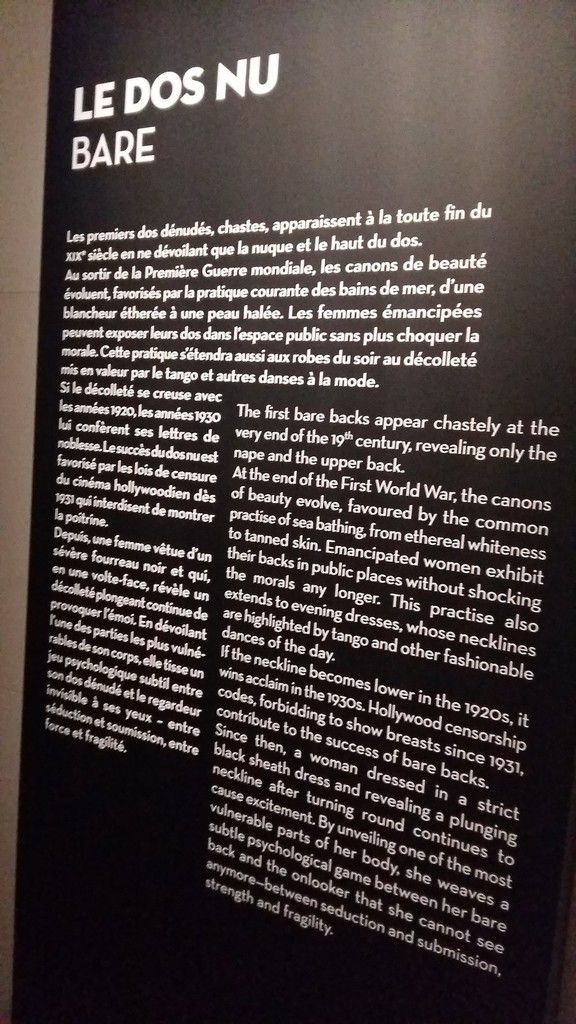 LE DOS NU
BARE
Les premiers dos dénudés, chastes, apparaissent à la toute fin du
XIXe siècle en ne dévoilant que la nuque et le haut du dos.
Au sortir de la Première Guerre mondiale, les canons de beauté
évoluent, favorisés par la pratique courante des bains de mer, d'une
blancheur éthérée à une peau halée. Les femmes émancipées
peuvent exposer leurs dos dans l'espace public sans plus choquer la
morale. Cette pratique s'étendra aussi aux robes du soir au décolleté
mis en valeur par le tango et autres danses à la mode.
Si le décolleté se creuse avec
les années 1920, les années 1930
lui confèrent ses lettres de
noblesse. Le succès du dos nu est
favorisé par les lois de censure
du cinéma hollywoodien dès
1931 qui interdisent de montrer
la poitrine.
Depuis, une femme vêtue d'un
sévère fourreau noir et qui,
en une volte-face, révèle un
décolleté plongeant continue de
provoquer l'émoi. En dévoilant
l'une des parties les plus vulné-
rables de son corps, elle tisse un
jeu psychologique subtil entre
son dos dénudé et le regardeur
invisible à ses yeux – entre
séduction et soumission, entre
force et fragilité.
The first bare backs appear chastely at the
very end of the 19th century, revealing only the
nape and the upper back.
At the end of the First World War, the canons
of beauty evolve, favoured by the common
practise of sea bathing, from ethereal whiteness
to tanned skin. Emancipated women exhibit
their backs in public places without shocking
the morals any longer. This practise also
extends to evening dresses, whose necklines
are highlighted by tango and other fashionable
dances of the day.
If the neckline becomes lower in the 1920s, it
wins acclaim in the 1930s. Hollywood censorship
codes, forbidding to show breasts since 1931,
contribute to the success of bare backs.
Since then, a woman dressed in a strict
black sheath dress and revealing a plunging
neckline after turning round continues to
cause excitement. By unveiling one of the most
vulnerable parts of her body, she weaves a
subtle psychological game between her bare
back and the onlooker that she cannot see
anymore—between seduction and submission,
strength and fragility.